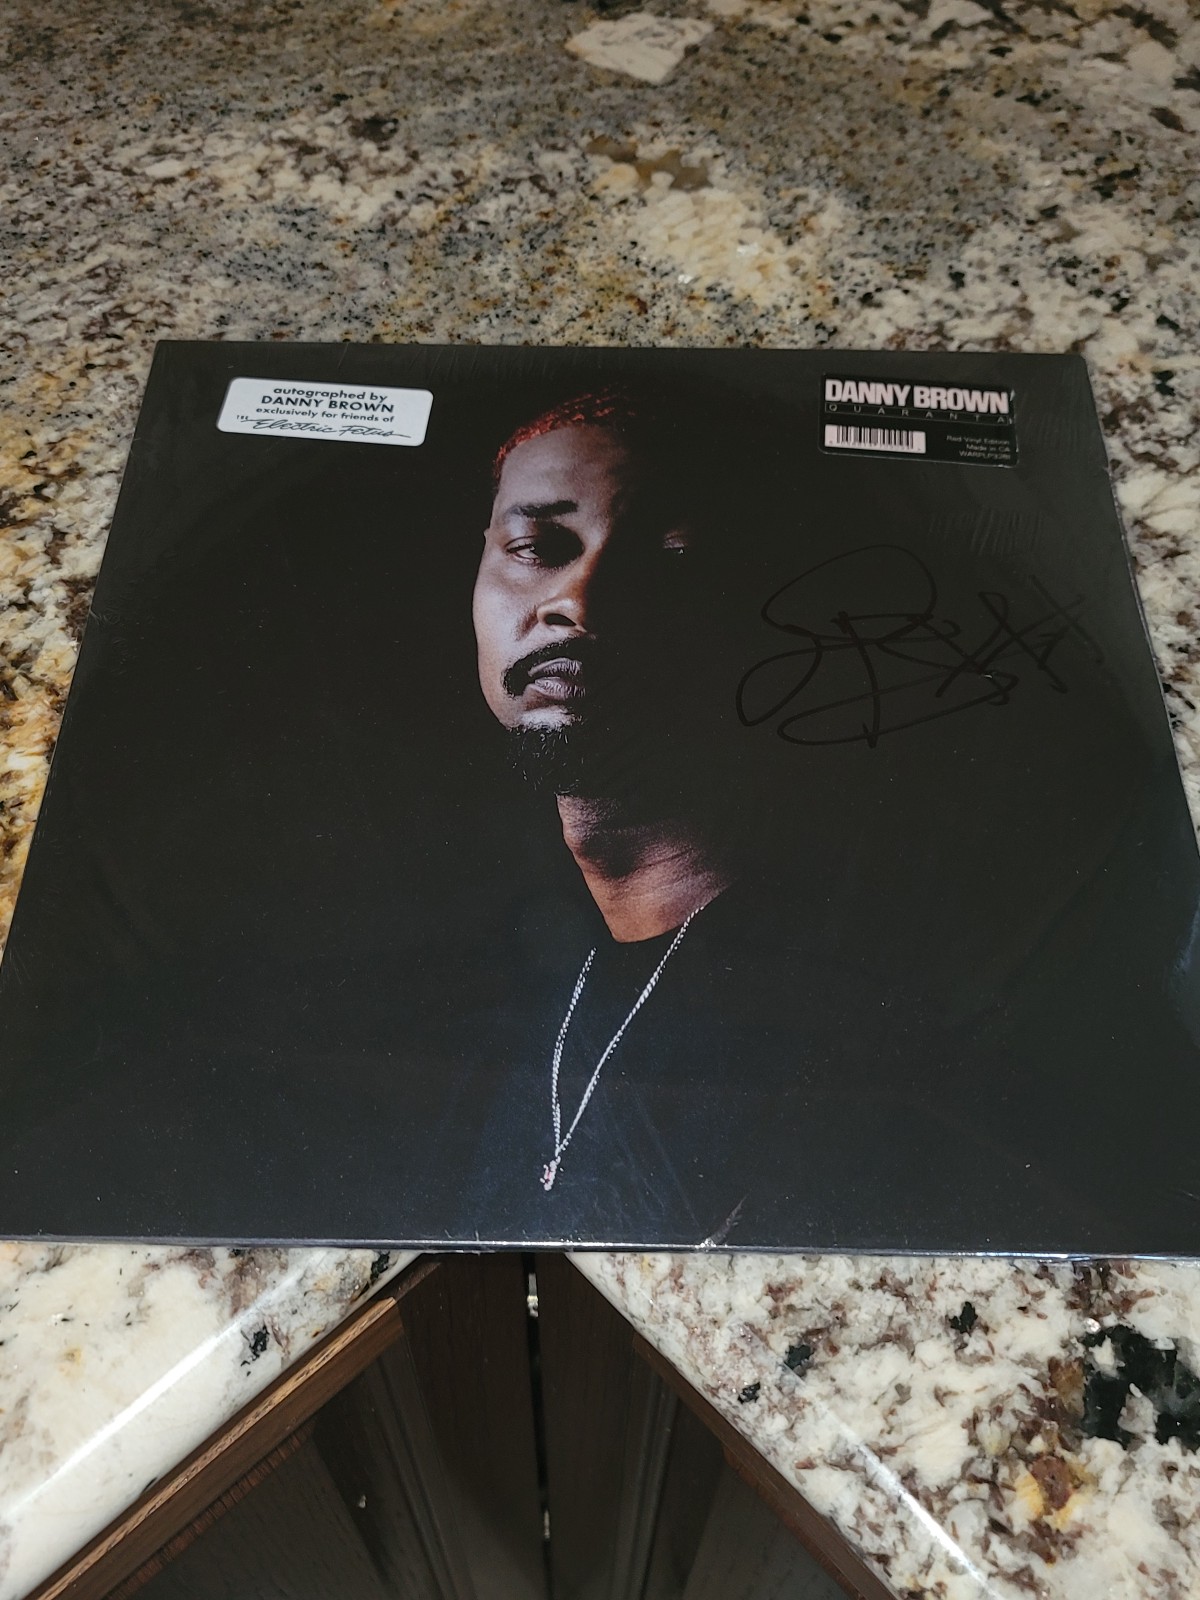 autographed by
DANNY BROWN
exclusively for friends of
THE Electric Fetus
DANNY BROWN
QUARANTA
Red Vinyl Edition
Made in CA